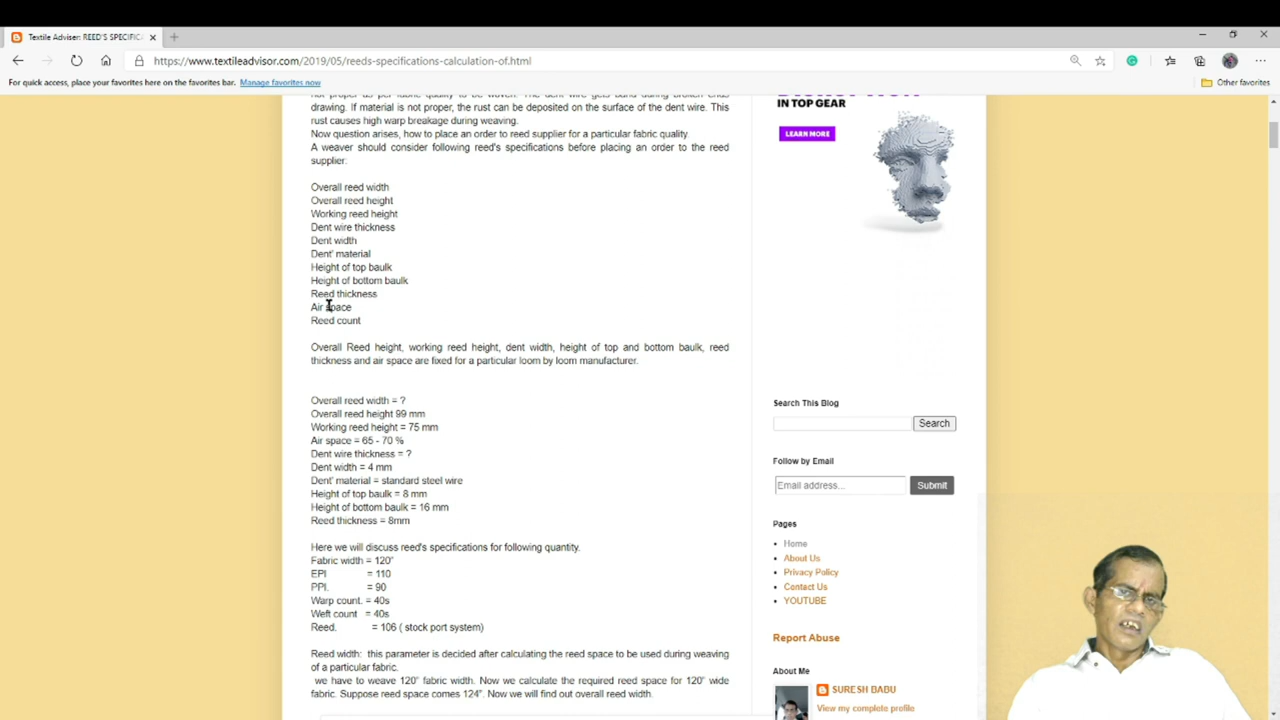 Textile Adviser: REED'S SPECIFIC
https://www.textileadvisor.com/2019/05/reeds-specifications-calculation-of.html
For quick access, place your favorites here on the favorites bar. Manage favorites now
Other favorites
not proper as per fabric quality to be woven. The dent wire gets bend during broken ends
drawing. If material is not proper, the rust can be deposited on the surface of the dent wire. This
rust causes high warp breakage during weaving.
Now question arises, how to place an order to reed supplier for a particular fabric quality.
A weaver should consider following reed's specifications before placing an order to the reed
supplier:
Overall reed width
Overall reed height
Working reed height
Dent wire thickness
Dent width
Dent' material
Height of top baulk
Height of bottom baulk
Reed thickness
Air space
Reed count
Overall Reed height, working reed height, dent width, height of top and bottom baulk, reed
thickness and air space are fixed for a particular loom by loom manufacturer.
Overall reed width = ?
Overall reed height 99 mm
Working reed height = 75 mm
Air space = 65 - 70 %
Dent wire thickness = ?
Dent width = 4 mm
Dent' material = standard steel wire
Height of top baulk = 8 mm
Height of bottom baulk = 16 mm
Reed thickness = 8mm
Here we will discuss reed's specifications for following quantity.
Fabric width = 120"
EPI = 110
PPI. = 90
Warp count. = 40s
Weft count = 40s
Reed. = 106 ( stock port system)
Reed width: this parameter is decided after calculating the reed space to be used during weaving
of a particular fabric.
we have to weave 120" fabric width. Now we calculate the required reed space for 120" wide
fabric. Suppose reed space comes 124". Now we will find out overall reed width.
IN TOP GEAR
LEARN MORE
Search This Blog
Search
Follow by Email
Email address...
Submit
Pages
• Home
• About Us
• Privacy Policy
• Contact Us
• YOUTUBE
Report Abuse
About Me
SURESH BABU
View my complete profile